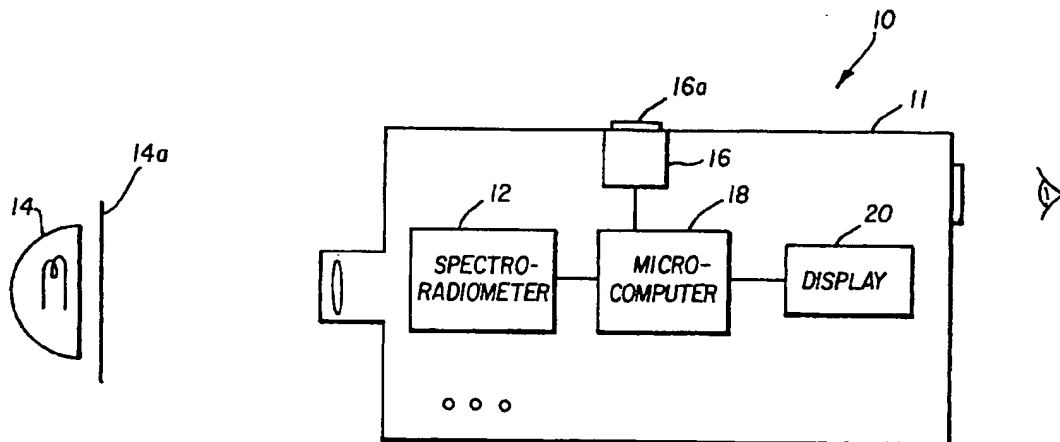 10
16a
11
14a
16
14
12
18
20
SPECTRO-
RADIOMETER
MICRO-
COMPUTER
DISPLAY